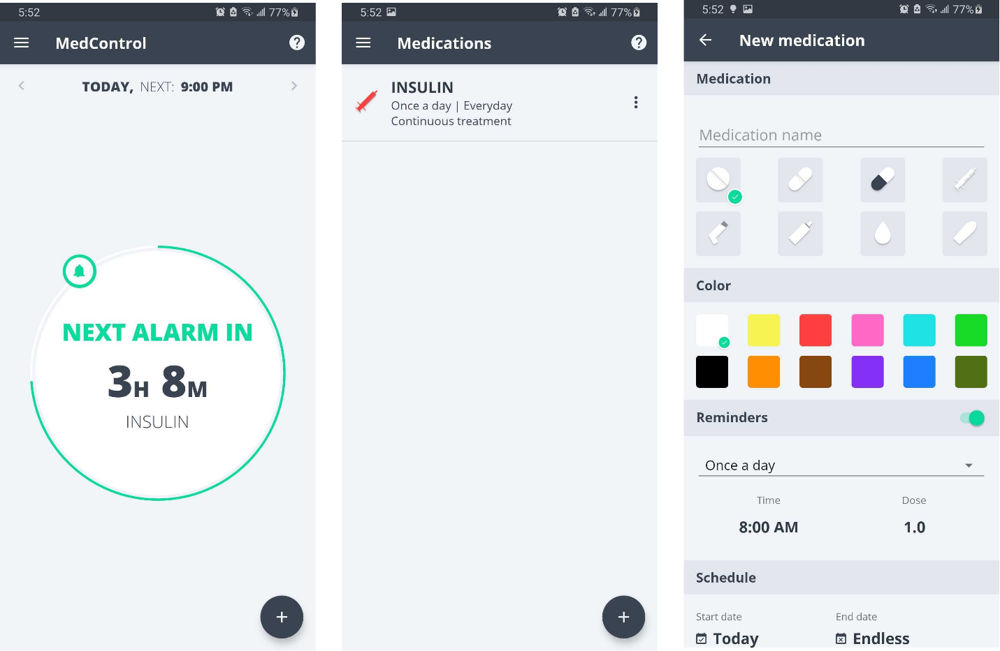 5:52 77%
MedControl ?
TODAY, NEXT: 9:00 PM
NEXT ALARM IN
3H 8M
INSULIN
+
5:52 77%
Medications ?
INSULIN
Once a day | Everyday
Continuous treatment
+
5:52 77%
New medication
Medication
Medication name
Color
Reminders
Once a day
Time Dose
8:00 AM 1.0
Schedule
Start date End date
Today Endless